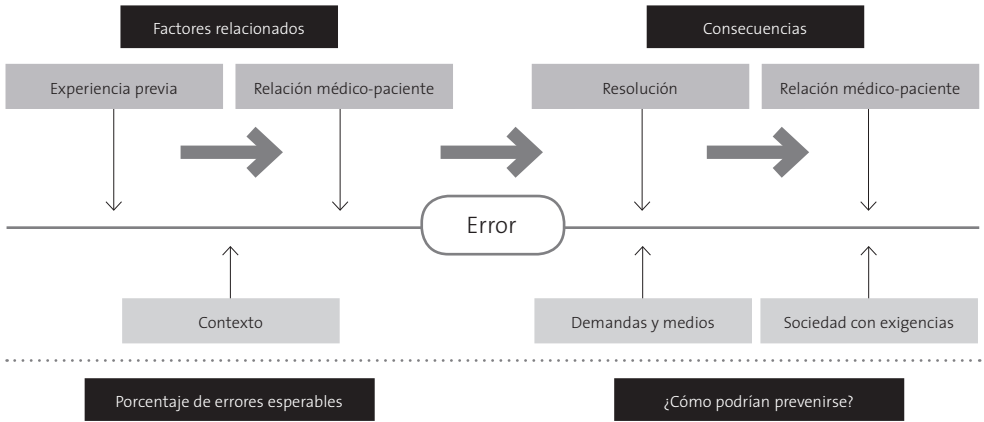 Factores relacionados
Consecuencias
Experiencia previa
Relación médico-paciente
Resolución
Relación médico-paciente
Error
Contexto
Demandas y medios
Sociedad con exigencias
Porcentaje de errores esperables
¿Cómo podrían prevenirse?